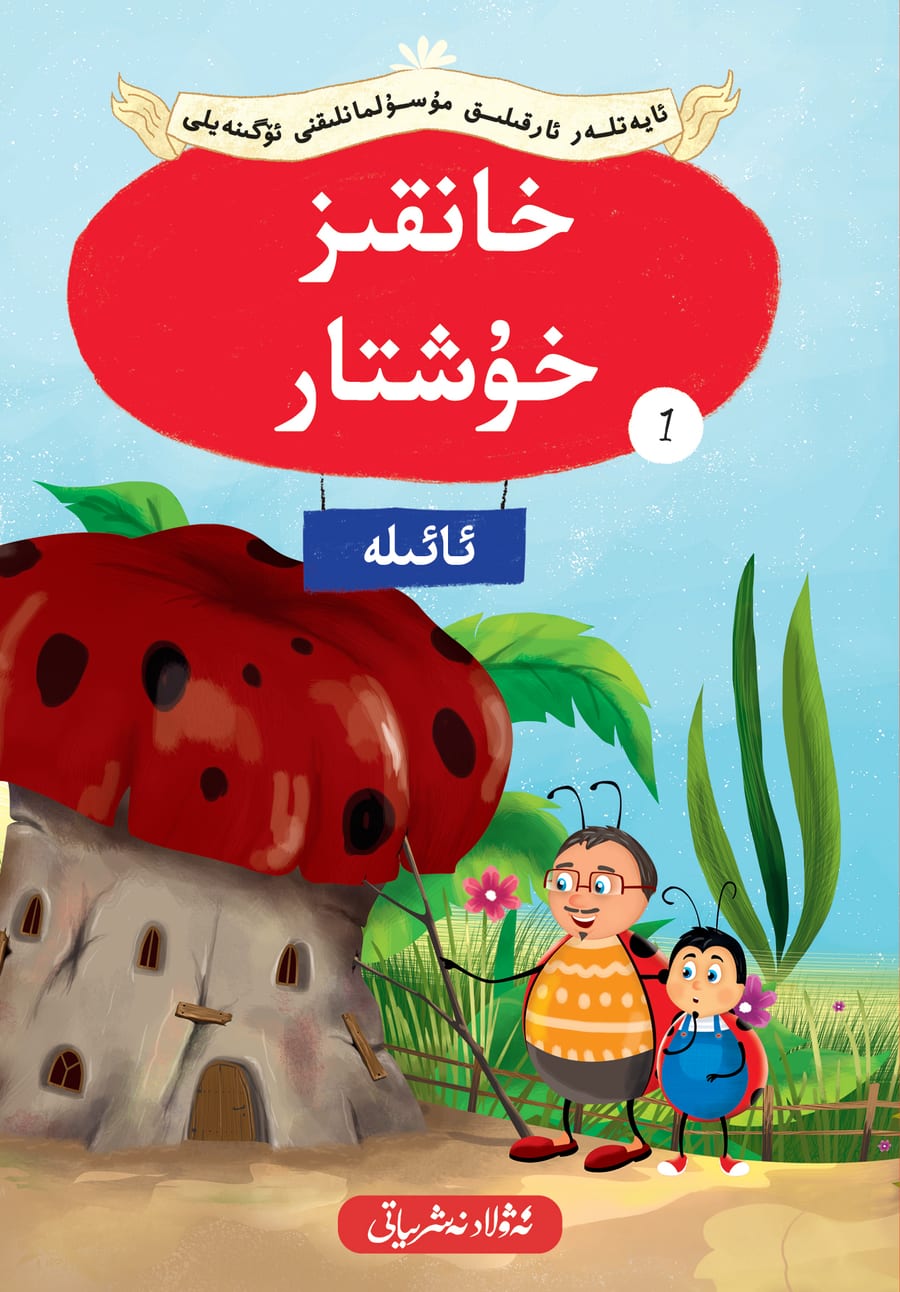 ئايەتلەر ئارقىلىق مۇسۇلمانلىقنى ئۆگىنەيلى
خانقىز
خۇشتار
1
ئائىلە
ئەۋلاد نەشرىياتى